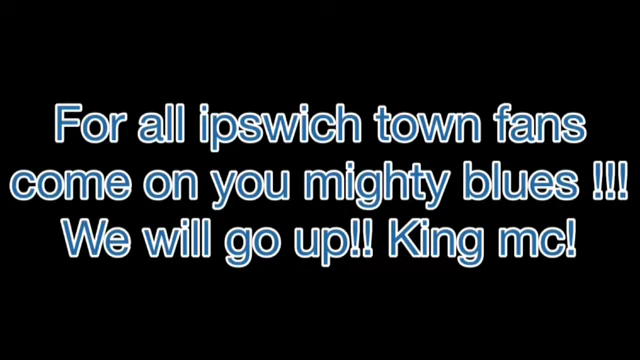 For all ipswich town fans
come on you mighty blues !!!
We will go up!! King mc!